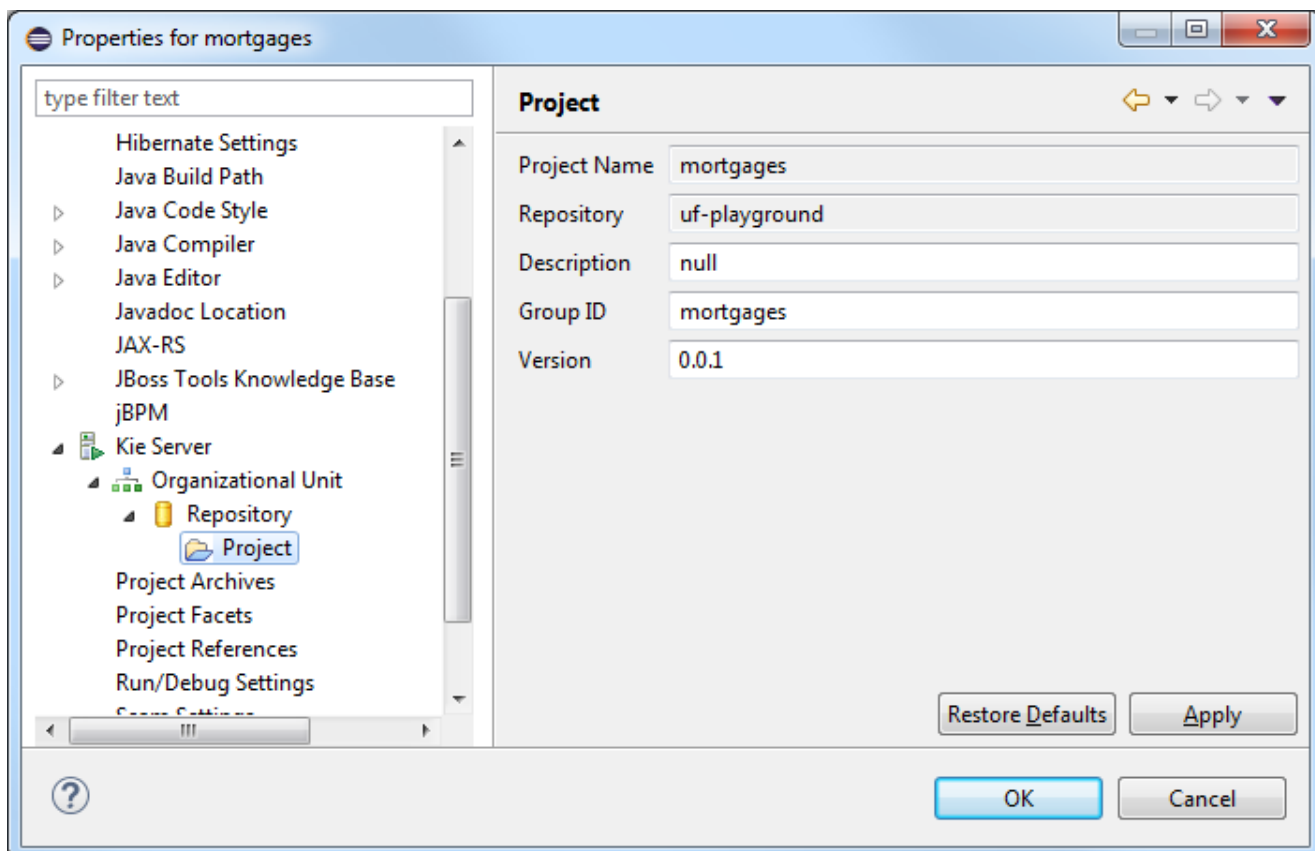 Properties for mortgages
type filter text
Hibernate Settings
Java Build Path
Java Code Style
Java Compiler
Java Editor
Javadoc Location
JAX-RS
JBoss Tools Knowledge Base
jBPM
Kie Server
Organizational Unit
Repository
Project
Project Archives
Project Facets
Project References
Run/Debug Settings
Project
Project Name mortgages
Repository uf-playground
Description null
Group ID mortgages
Version 0.0.1
Restore Defaults Apply
OK Cancel